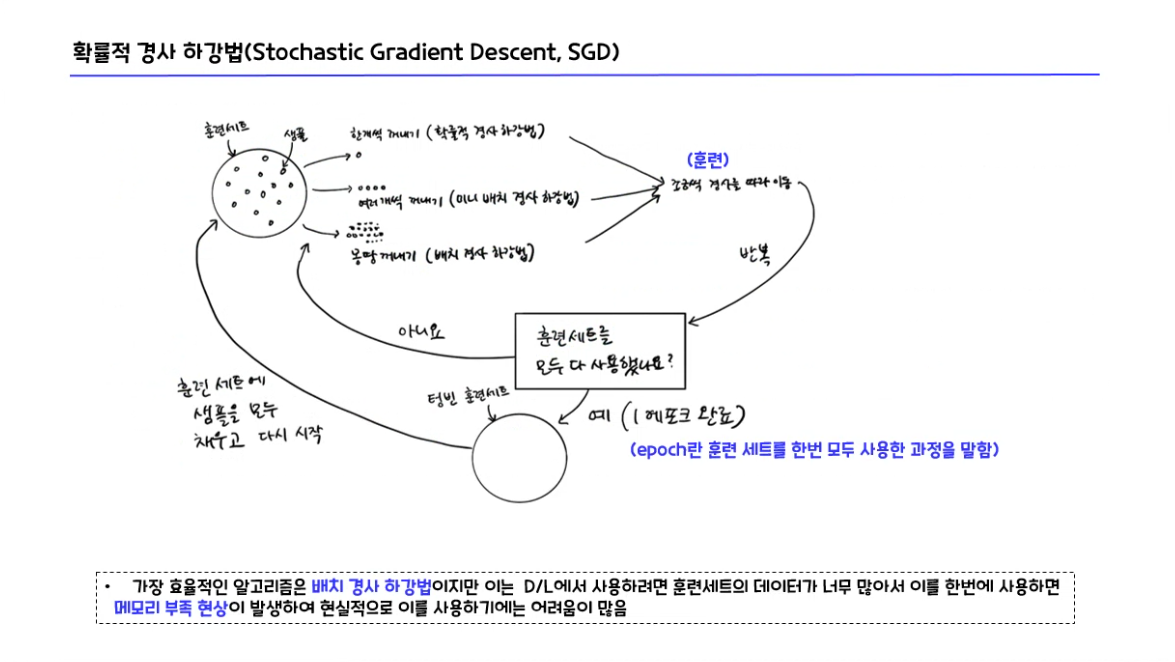 확률적 경사 하강법(Stochastic Gradient Descent, SGD)
훈련세트
샘플
한개씩 꺼내기 (확률적 경사하강법)
여러개씩 꺼내기 (미니 배치 경사 하강법)
몽땅 꺼내기 (배치 경사 하강법)
(훈련)
조금씩 경사를 따라 이동
반복
훈련세트를
모두 다 사용했나요?
아니요
텅빈 훈련세트
예 (1 에포크 완료)
(epoch란 훈련 세트를 한번 모두 사용한 과정을 말함)
훈련 세트에
샘플을 모두
채우고 다시 시작
• 가장 효율적인 알고리즘은 배치 경사 하강법이지만 이는 D/L에서 사용하려면 훈련세트의 데이터가 너무 많아서 이를 한번에 사용하면
메모리 부족 현상이 발생하여 현실적으로 이를 사용하기에는 어려움이 많음